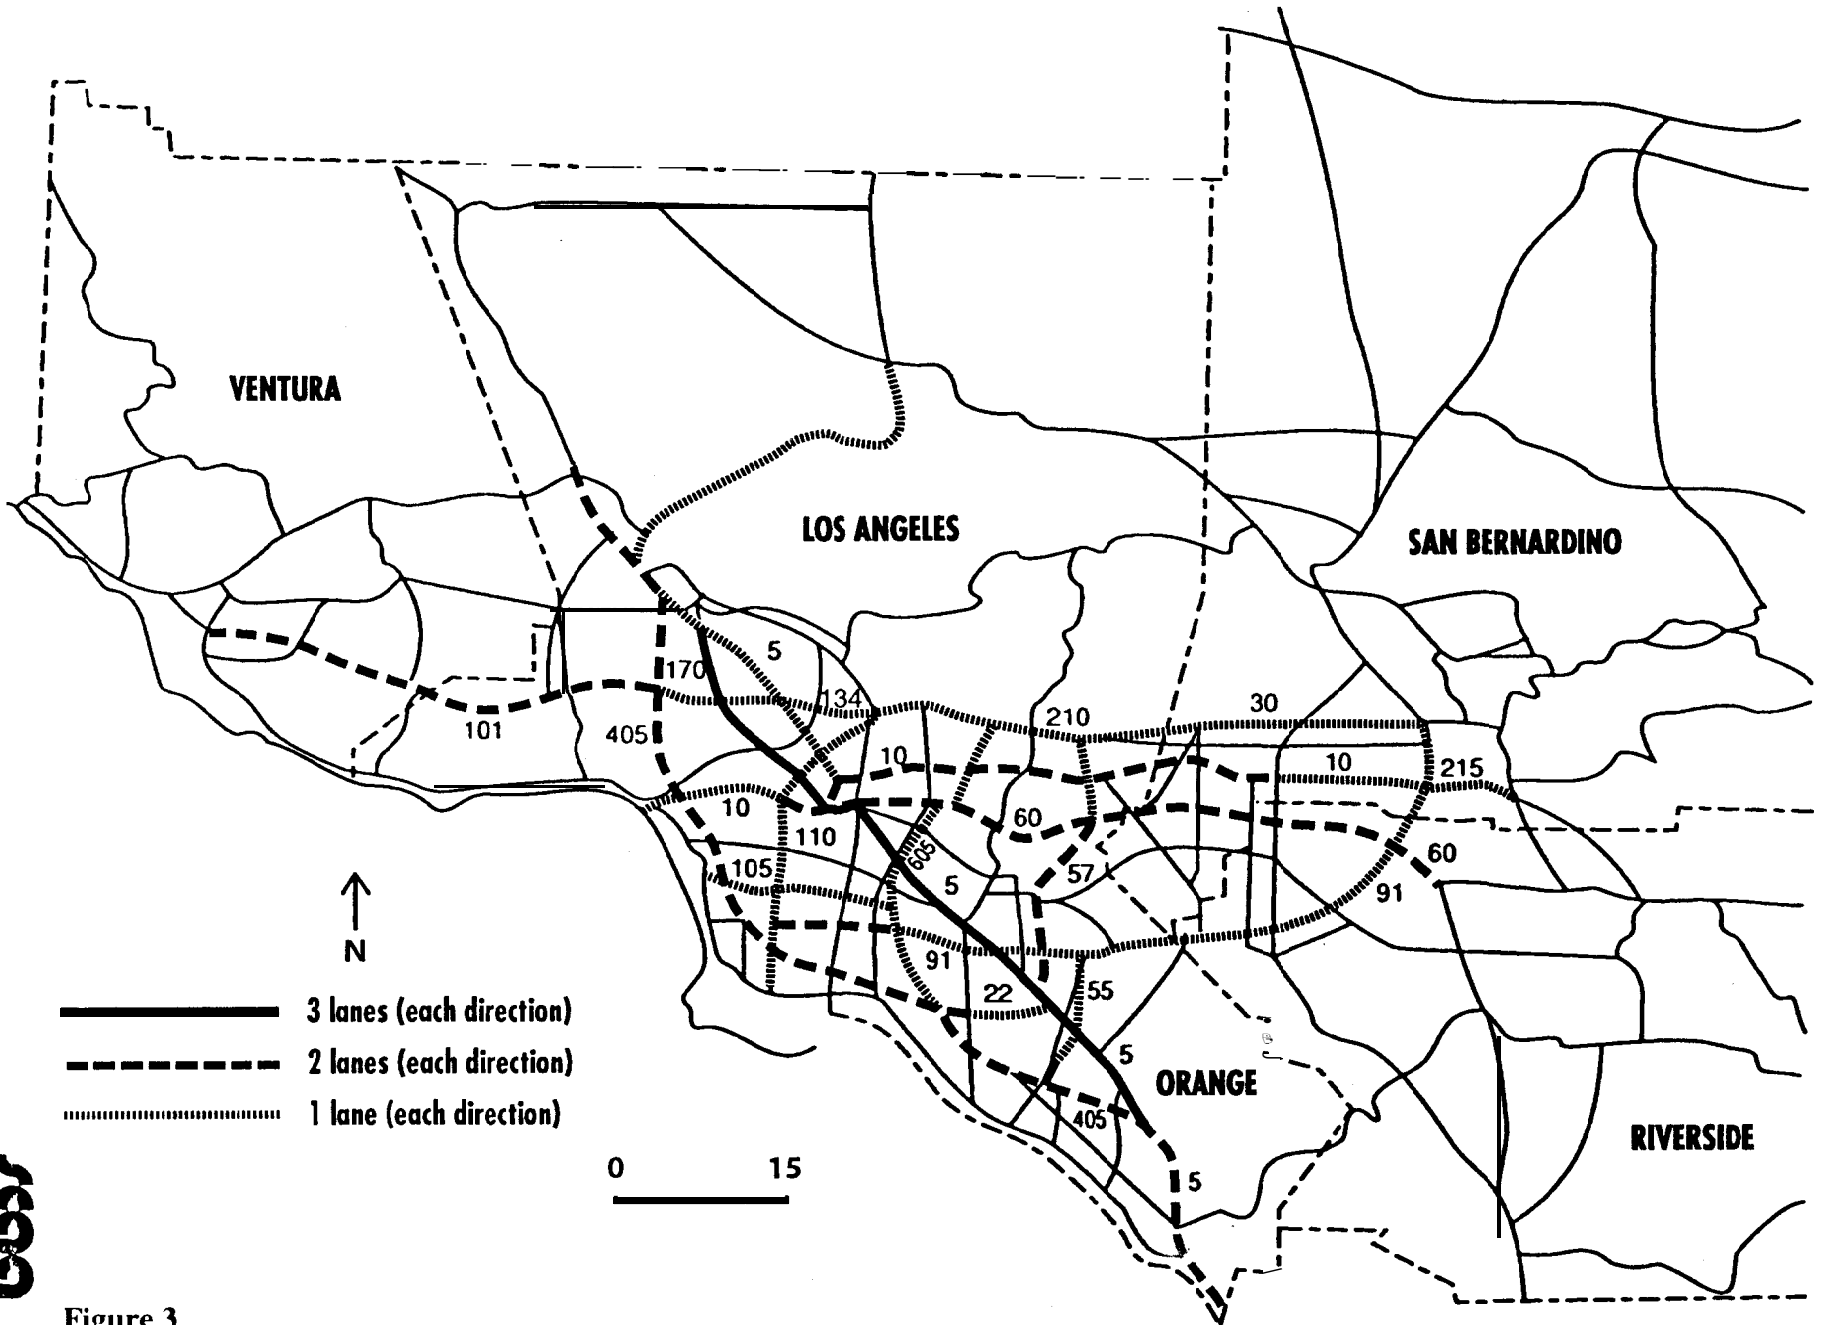 VENTURA
LOS ANGELES
SAN BERNARDINO
5
170
134
30
210
101
405
10
10
215
10
110
60
60
105
605
5
57
91
91
22
55
N
3 lanes (each direction)
2 lanes (each direction)
1 lane (each direction)
5
ORANGE
405
RIVERSIDE
0 15
5
Figure 3